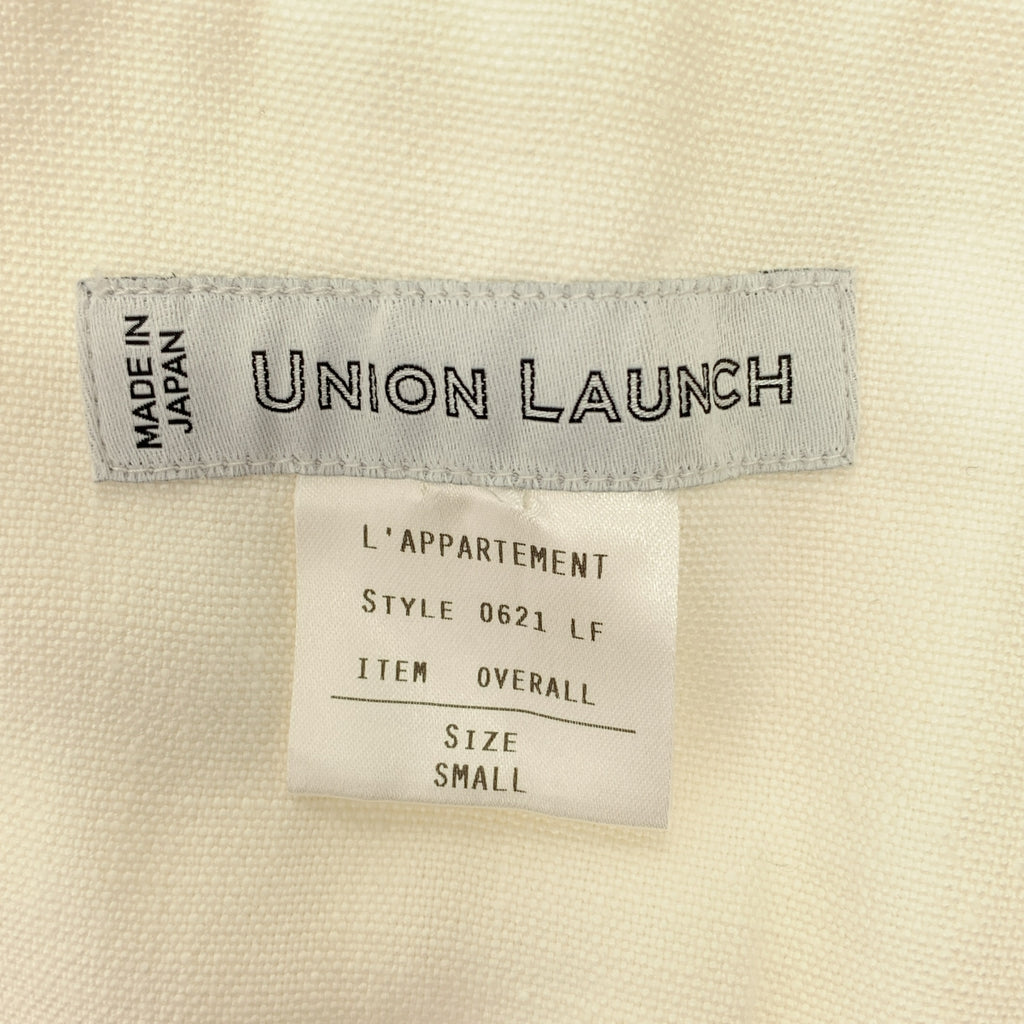 MADE IN
JAPAN
UNION LAUNCH
L'APPARTEMENT
STYLE 0621 LF
ITEM OVERALL
SIZE
SMALL